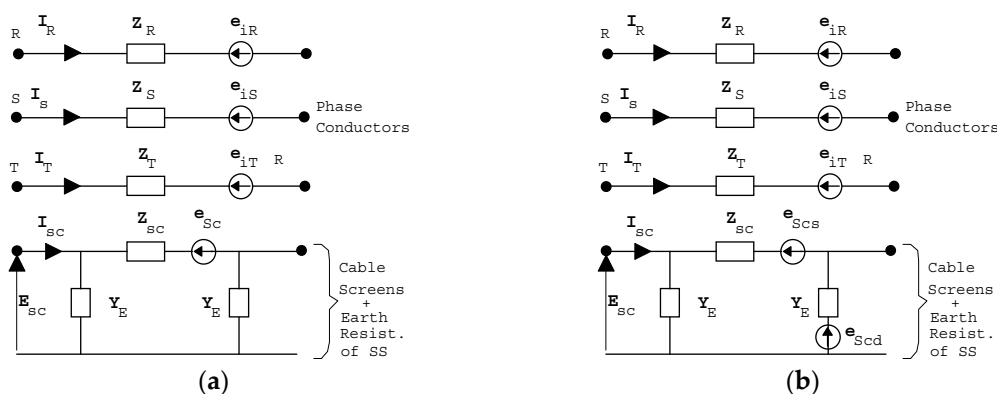 I_R Z_R e_iR
R
I_s Z_S e_iS
S
Phase
Conductors
I_T Z_T e_iT R
T
I_sc Z_sc e_Sc
E_sc Y_E Y_E
Cable
Screens
+
Earth
Resist.
of SS
(a)
I_R Z_R e_iR
R
I_s Z_S e_iS
S
Phase
Conductors
I_T Z_T e_iT R
T
I_sc Z_sc e_Scs
E_sc Y_E Y_E
e_Scd
Cable
Screens
+
Earth
Resist.
of SS
(b)